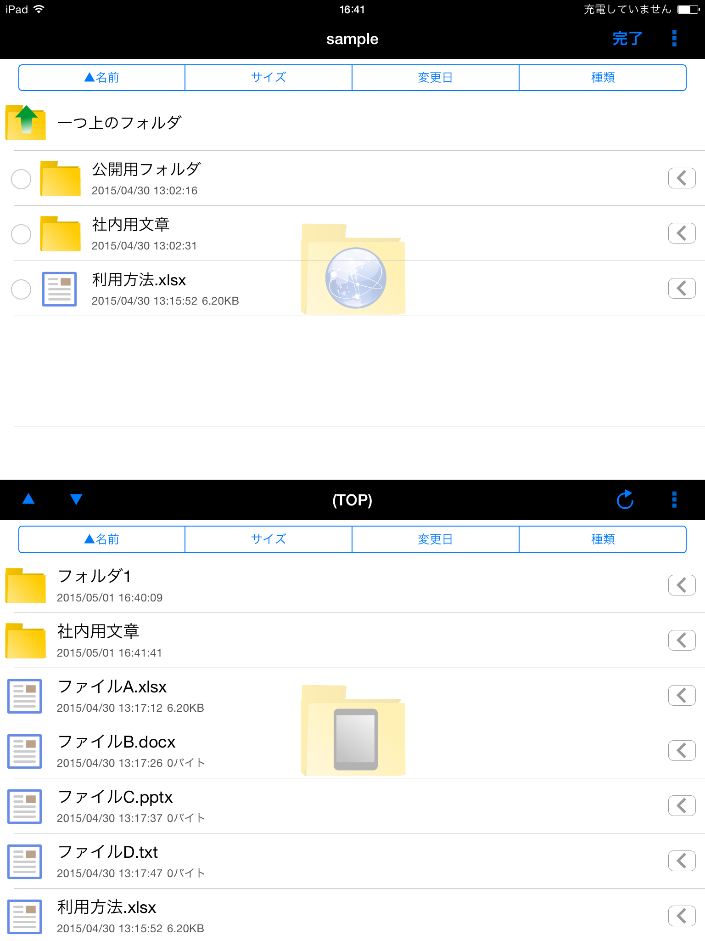 iPad 16:41 充電していません
sample 完了
▲名前 サイズ 変更日 種類
一つ上のフォルダ
公開用フォルダ
2015/04/30 13:02:16
社内用文章
2015/04/30 13:02:31
利用方法.xlsx
2015/04/30 13:15:52 6.20KB
▲ ▼ (TOP)
▲名前 サイズ 変更日 種類
フォルダ1
2015/05/01 16:40:09
社内用文章
2015/05/01 16:41:41
ファイルA.xlsx
2015/04/30 13:17:12 6.20KB
ファイルB.docx
2015/04/30 13:17:26 0バイト
ファイルC.pptx
2015/04/30 13:17:37 0バイト
ファイルD.txt
2015/04/30 13:17:47 0バイト
利用方法.xlsx
2015/04/30 13:15:52 6.20KB